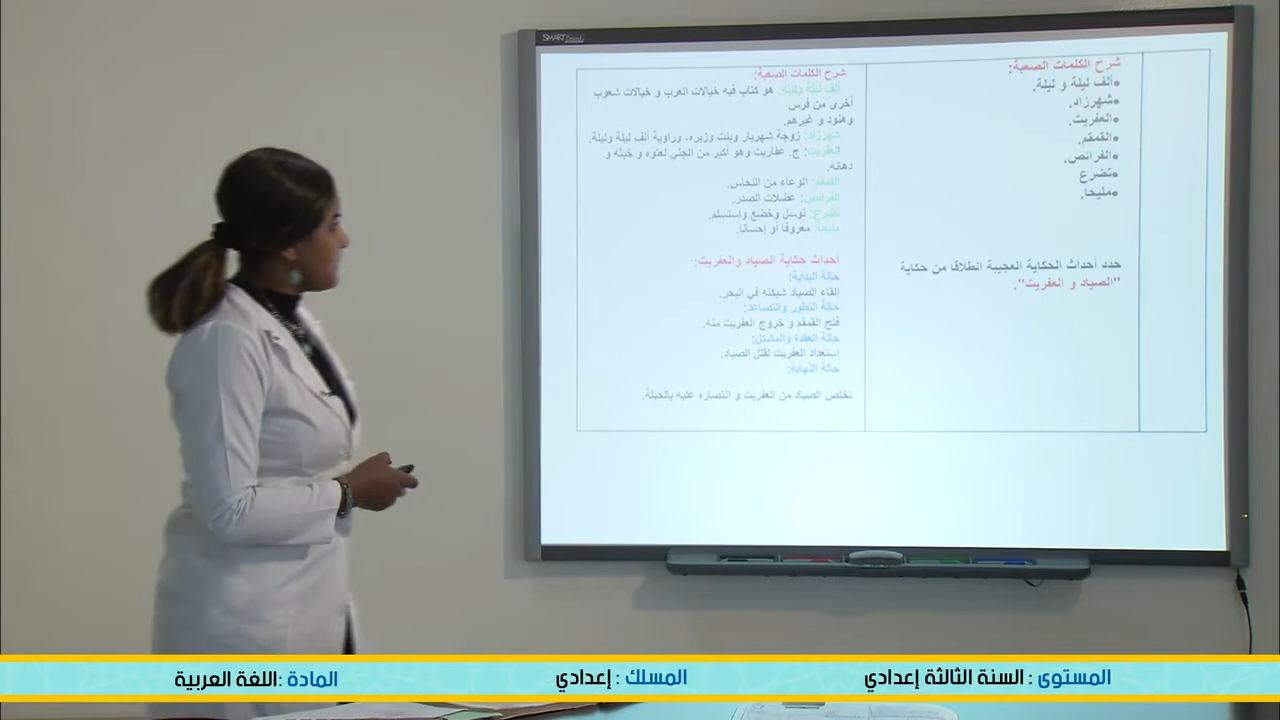 SMART Board
شرح الكلمات الصعبة:
•ألف ليلة و ليلة.
•شهرزاد.
•العفريت.
•القمقم.
•الفرائص.
•تضرع
•مليحا.
حدد أحداث الحكاية العجيبة انطلاقا من حكاية
"الصياد و العفريت".
شرح الكلمات الصعبة:
ألف ليلة وليلة: هو كتاب فيه خيالات العرب و خيالات شعوب
أخرى من فرس
وهنود و غيرهم.
شهرزاد: زوجة شهريار وبنت وزيره، وراوية ألف ليلة وليلة.
العفريت: ج. عفاريت وهو أكبر من الجني لعتوه و خبثه و
دهائه.
القمقم: الوعاء من النحاس.
الفرائص: عضلات الصدر.
تضرع: توسل وخضع واستسلم.
مليحا: معروفا أو إحسانا.
أحداث حكاية الصياد والعفريت:
حالة البداية:
إلقاء الصياد شبكته في البحر.
حالة التطور والتصاعد:
فتح القمقم و خروج العفريت منه.
حالة العقدة والمشكل:
استعداد العفريت لقتل الصياد.
حالة النهاية:
تخلص الصياد من العفريت و انتصاره عليه بالحيلة.
المستوى : السنة الثالثة إعدادي
المسلك : إعدادي
المادة :اللغة العربية